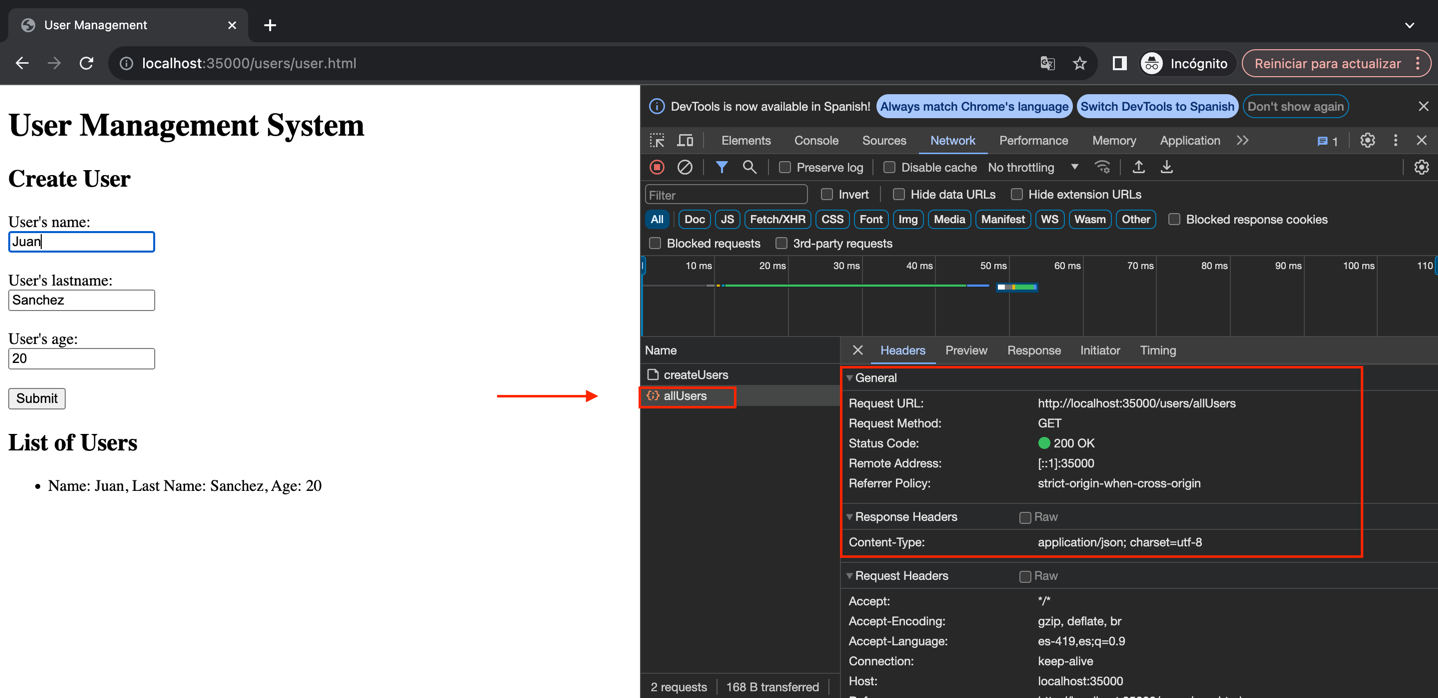 User Management
localhost:35000/users/user.html
Incógnito
Reiniciar para actualizar
User Management System
Create User
User's name:
Juan
User's lastname:
Sanchez
User's age:
20
Submit
List of Users
• Name: Juan, Last Name: Sanchez, Age: 20
DevTools is now available in Spanish! Always match Chrome's language Switch DevTools to Spanish Don't show again
Elements Console Sources Network Performance Memory Application 1
Preserve log Disable cache No throttling
Filter Invert Hide data URLs Hide extension URLs
All Doc JS Fetch/XHR CSS Font Img Media Manifest WS Wasm Other Blocked response cookies
Blocked requests 3rd-party requests
10 ms 20 ms 30 ms 40 ms 50 ms 60 ms 70 ms 80 ms 90 ms 100 ms 110
Name
createUsers
allUsers
2 requests 168 B transferred
Headers Preview Response Initiator Timing
General
Request URL: http://localhost:35000/users/allUsers
Request Method: GET
Status Code: 200 OK
Remote Address: [::1]:35000
Referrer Policy: strict-origin-when-cross-origin
Response Headers Raw
Content-Type: application/json; charset=utf-8
Request Headers Raw
Accept: */*
Accept-Encoding: gzip, deflate, br
Accept-Language: es-419,es;q=0.9
Connection: keep-alive
Host: localhost:35000